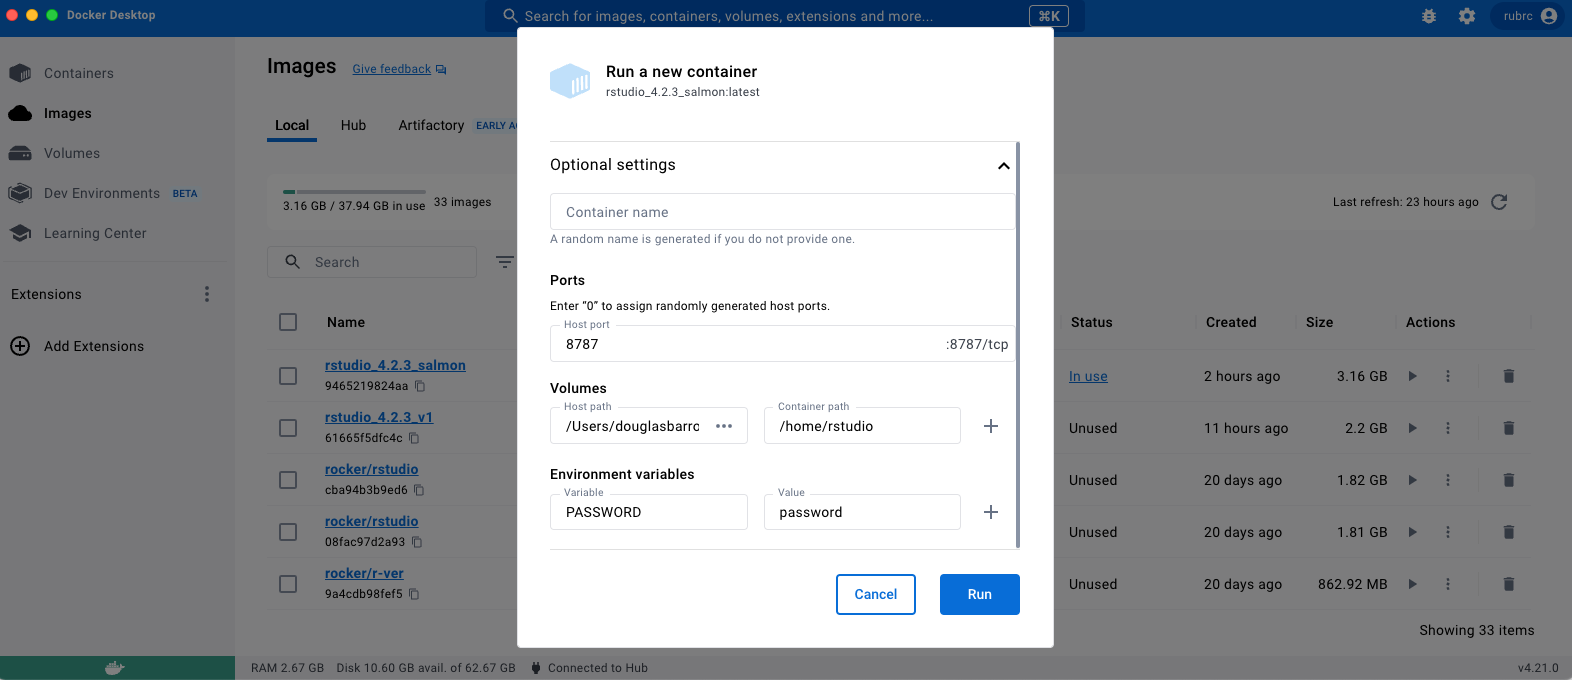 Docker Desktop
Search for images, containers, volumes, extensions and more...
⌘K
rubrc
Containers
Images
Volumes
Dev Environments BETA
Learning Center
Extensions
Add Extensions
Images
Give feedback
Local Hub Artifactory EARLY
3.16 GB / 37.94 GB in use 33 images
Last refresh: 23 hours ago
Search
Name Status Created Size Actions
rstudio_4.2.3_salmon
9465219824aa
In use 2 hours ago 3.16 GB
rstudio_4.2.3_v1
61665f5dfc4c
Unused 11 hours ago 2.2 GB
rocker/rstudio
cba94b3b9ed6
Unused 20 days ago 1.82 GB
rocker/rstudio
08fac97d2a93
Unused 20 days ago 1.81 GB
rocker/r-ver
9a4cdb98fef5
Unused 20 days ago 862.92 MB
Showing 33 items
Run a new container
rstudio_4.2.3_salmon:latest
Optional settings
Container name
A random name is generated if you do not provide one.
Ports
Enter “0” to assign randomly generated host ports.
Host port
8787 :8787/tcp
Volumes
Host path Container path
/Users/douglasbarro ••• /home/rstudio
Environment variables
Variable Value
PASSWORD password
Cancel Run
RAM 2.67 GB Disk 10.60 GB avail. of 62.67 GB Connected to Hub
v4.21.0